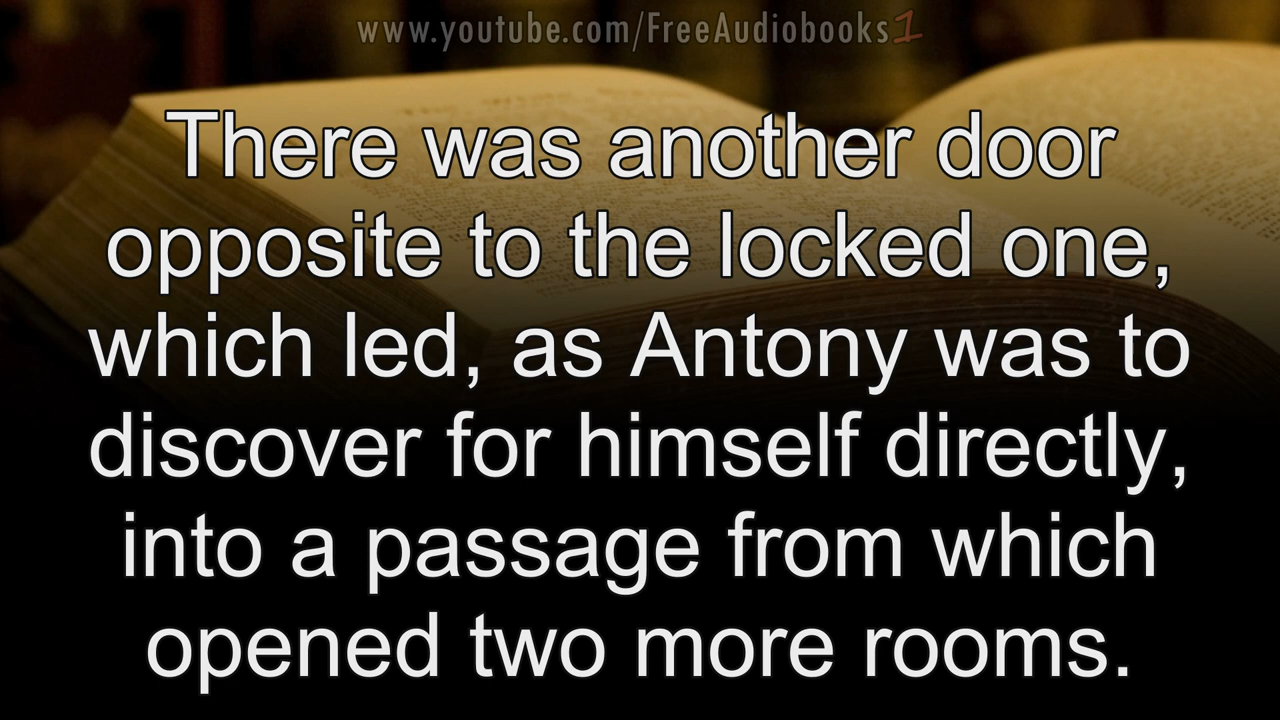 www.youtube.com/FreeAudiobooks1
There was another door
opposite to the locked one,
which led, as Antony was to
discover for himself directly,
into a passage from which
opened two more rooms.